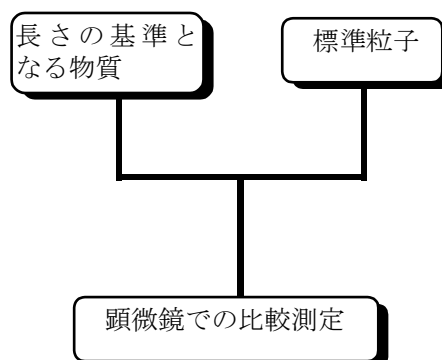 長さの基準と
なる物質
標準粒子
顕微鏡での比較測定